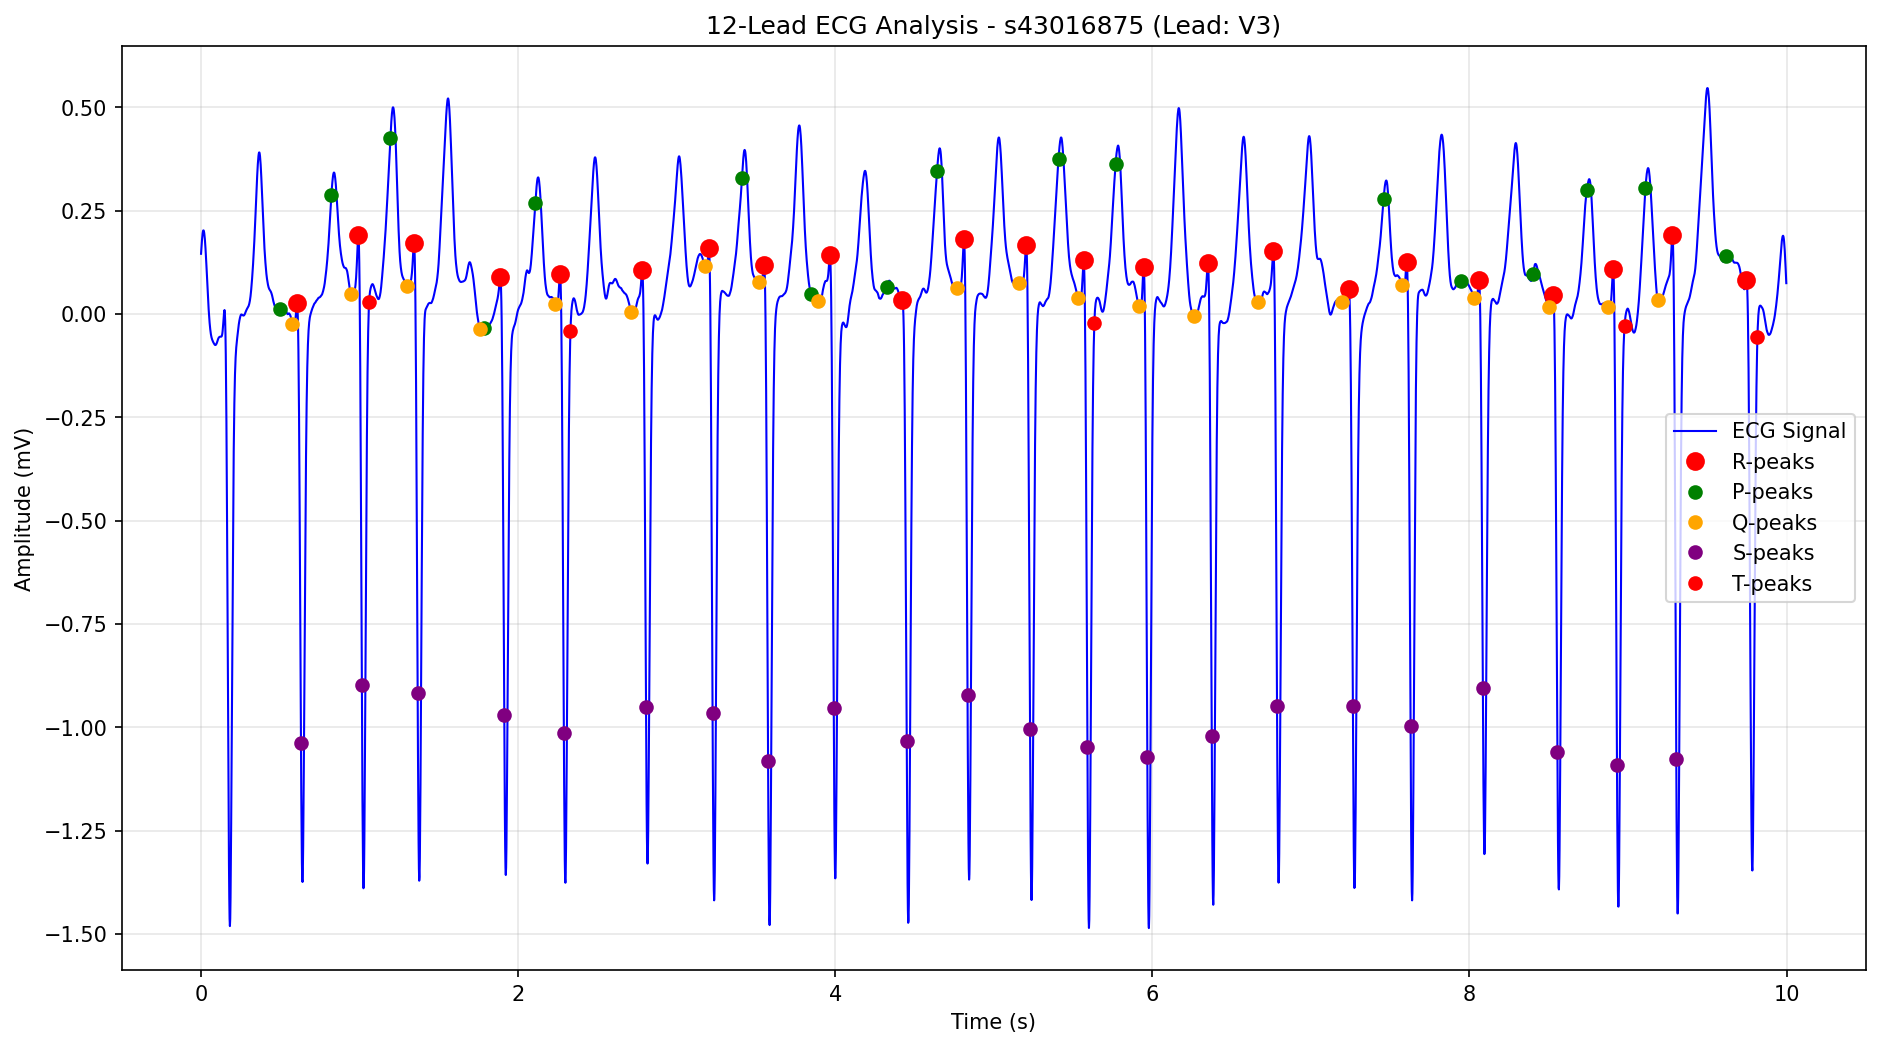 12-Lead ECG Analysis - s43016875 (Lead: V3)
Amplitude (mV)
0.50
0.25
0.00
−0.25
−0.50
−0.75
−1.00
−1.25
−1.50
ECG Signal
R-peaks
P-peaks
Q-peaks
S-peaks
T-peaks
0 2 4 6 8 10
Time (s)